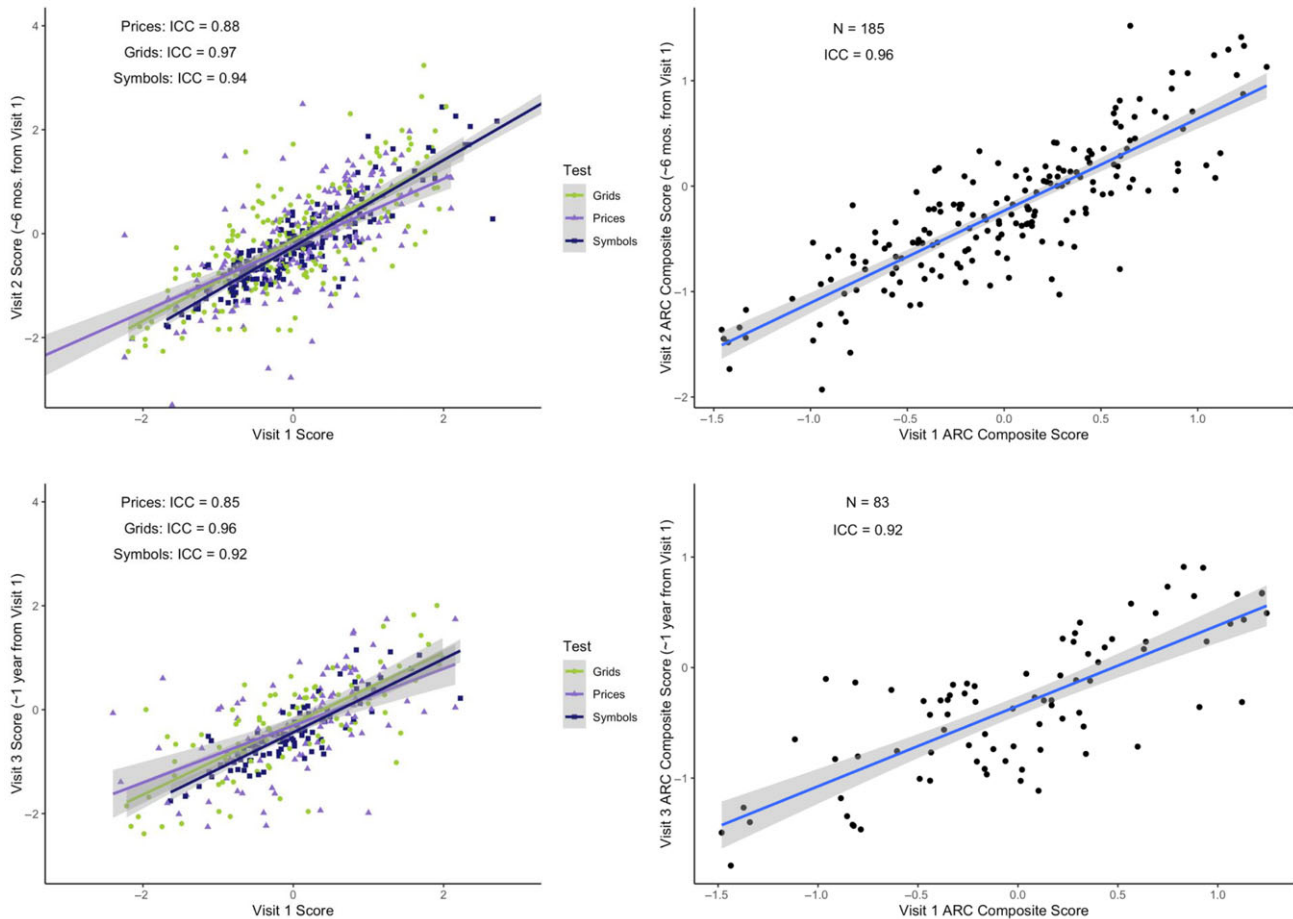 Prices: ICC = 0.88
Grids: ICC = 0.97
Symbols: ICC = 0.94
Visit 2 Score (~6 mos. from Visit 1)
4
2
0
−2
−2
0
2
Visit 1 Score
Test
Grids
Prices
Symbols
N = 185
ICC = 0.96
Visit 2 ARC Composite Score (~6 mos. from Visit 1)
1
0
−1
−2
−1.5
−1.0
−0.5
0.0
0.5
1.0
Visit 1 ARC Composite Score
Prices: ICC = 0.85
Grids: ICC = 0.96
Symbols: ICC = 0.92
Visit 3 Score (~1 year from Visit 1)
4
2
0
−2
−2
0
2
Visit 1 Score
Test
Grids
Prices
Symbols
N = 83
ICC = 0.92
Visit 3 ARC Composite Score (~1 year from Visit 1)
1
0
−1
−1.5
−1.0
−0.5
0.0
0.5
1.0
Visit 1 ARC Composite Score